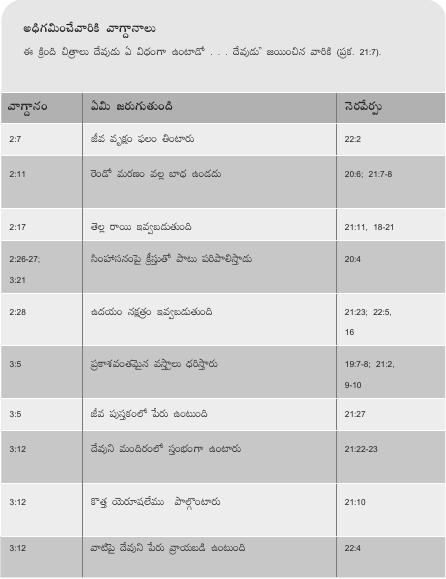 అధిగమించేవారికి వాగ్దానాలు
ఈ క్రింది చిత్రాలు దేవుడు ఏ విధంగా ఉంటాడో . . . దేవుడు" జయించిన వారికి (ప్రక. 21:7).
వాగ్దానం ఏమి జరుగుతుంది నెరవేర్పు
2:7 జీవ వృక్షం ఫలం తింటారు 22:2
2:11 రెండో మరణం వల్ల బాధ ఉండదు 20:6; 21:7-8
2:17 తెల్ల రాయి ఇవ్వబడుతుంది 21:11, 18-21
2:26-27; సింహాసనంపై క్రీస్తుతో పాటు పరిపాలిస్తాడు 20:4
3:21
2:28 ఉదయం నక్షత్రం ఇవ్వబడుతుంది 21:23; 22:5,
16
3:5 ప్రకాశవంతమైన వస్త్రాలు ధరిస్తారు 19:7-8; 21:2,
9-10
3:5 జీవ పుస్తకంలో పేరు ఉంటుంది 21:27
3:12 దేవుని మందిరంలో స్తంభంగా ఉంటారు 21:22-23
3:12 కొత్త యెరూషలేము పాల్గొంటారు 21:10
3:12 వాటిపై దేవుని పేరు వ్రాయబడి ఉంటుంది 22:4